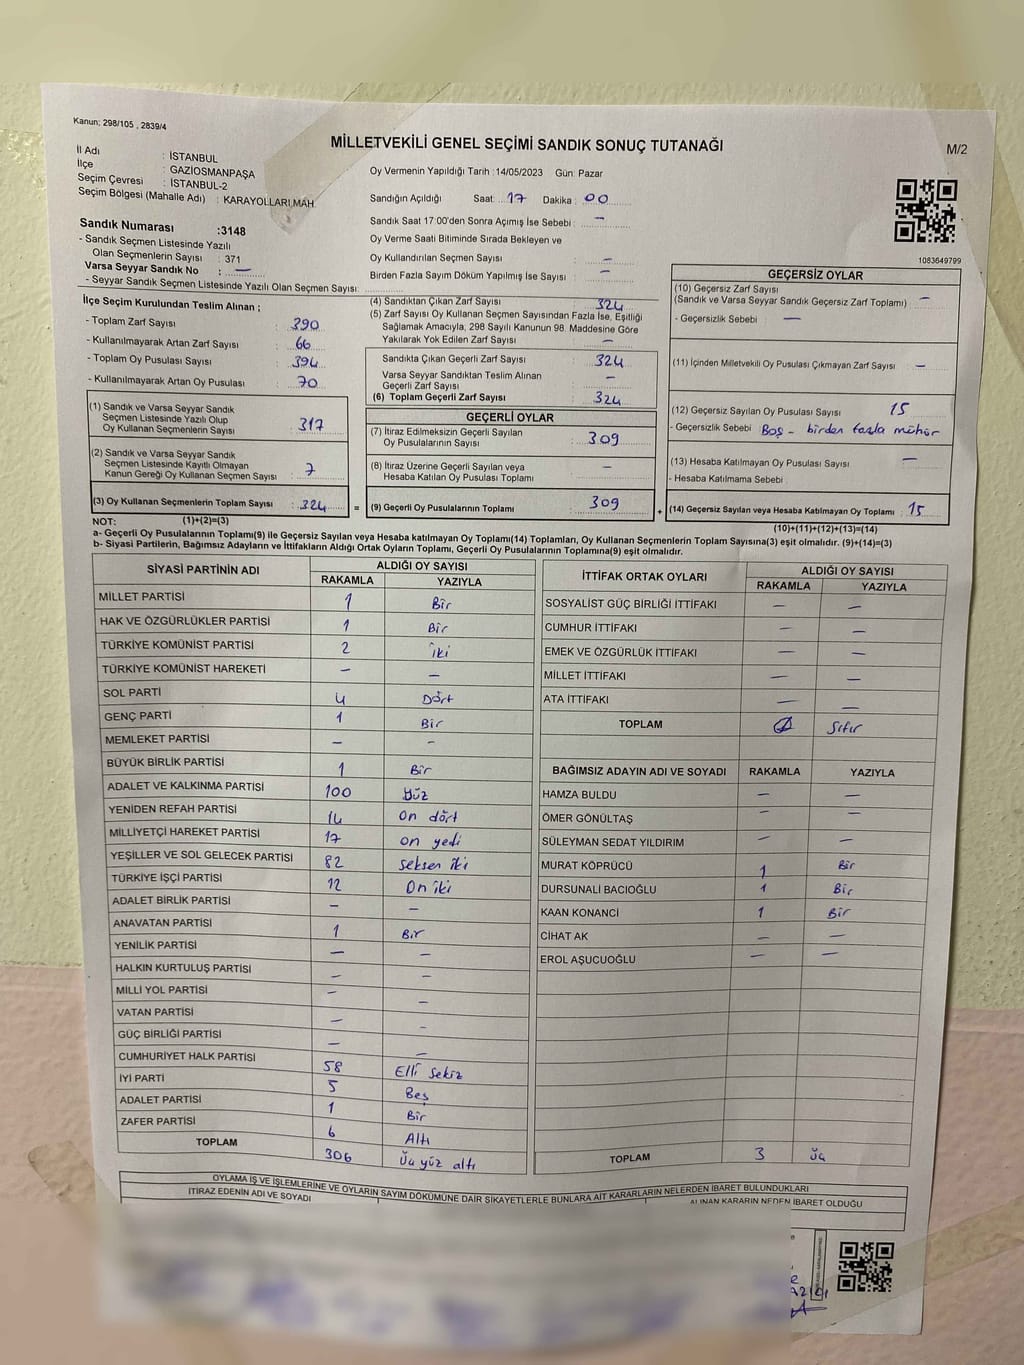 Kanun: 298/105 , 2839/4
MİLLETVEKİLİ GENEL SEÇİMİ SANDIK SONUÇ TUTANAĞI
M/2
İl Adı : İSTANBUL
İlçe : GAZİOSMANPAŞA
Seçim Çevresi : İSTANBUL-2
Seçim Bölgesi (Mahalle Adı) : KARAYOLLARI MAH.
Sandık Numarası :3148
- Sandık Seçmen Listesinde Yazılı
Olan Seçmenlerin Sayısı : 371
Varsa Seyyar Sandık No : —
- Seyyar Sandık Seçmen Listesinde Yazılı Olan Seçmen Sayısı:
Oy Vermenin Yapıldığı Tarih :14/05/2023 Gün: Pazar
Sandığın Açıldığı Saat: 17 Dakika : 00
Sandık Saat 17:00'den Sonra Açımış İse Sebebi : —
Oy Verme Saati Bitiminde Sırada Bekleyen ve
Oy Kullandırılan Seçmen Sayısı : —
Birden Fazla Sayım Döküm Yapılmış İse Sayısı : —
1083649799
İlçe Seçim Kurulundan Teslim Alınan ;
- Toplam Zarf Sayısı : 390
- Kullanılmayarak Artan Zarf Sayısı : 66
- Toplam Oy Pusulası Sayısı : 394
- Kullanılmayarak Artan Oy Pusulası : 70
(1) Sandık ve Varsa Seyyar Sandık
Seçmen Listesinde Yazılı Olup
Oy Kullanan Seçmenlerin Sayısı : 317
(2) Sandık ve Varsa Seyyar Sandık
Seçmen Listesinde Kayıtlı Olmayan
Kanun Gereği Oy Kullanan Seçmen Sayısı : 7
(3) Oy Kullanan Seçmenlerin Toplam Sayısı : 324
(4) Sandıktan Çıkan Zarf Sayısı : 324
(5) Zarf Sayısı Oy Kullanan Seçmen Sayısından Fazla İse, Eşitliği
Sağlamak Amacıyla, 298 Sayılı Kanunun 98. Maddesine Göre
Yakılarak Yok Edilen Zarf Sayısı : —
Sandıkta Çıkan Geçerli Zarf Sayısı : 324
Varsa Seyyar Sandıktan Teslim Alınan
Geçerli Zarf Sayısı : —
(6) Toplam Geçerli Zarf Sayısı : 324
GEÇERLİ OYLAR
(7) İtiraz Edilmeksizin Geçerli Sayılan
Oy Pusulalarının Sayısı : 309
(8) İtiraz Üzerine Geçerli Sayılan veya
Hesaba Katılan Oy Pusulası Toplamı : —
= (9) Geçerli Oy Pusulalarının Toplamı : 309 +
GEÇERSİZ OYLAR
(10) Geçersiz Zarf Sayısı
(Sandık ve Varsa Seyyar Sandık Geçersiz Zarf Toplamı) : —
- Geçersizlik Sebebi : —
(11) İçinden Milletvekili Oy Pusulası Çıkmayan Zarf Sayısı : —
(12) Geçersiz Sayılan Oy Pusulası Sayısı : 15
- Geçersizlik Sebebi : Boş - birden fazla mühür
(13) Hesaba Katılmayan Oy Pusulası Sayısı : —
- Hesaba Katılmama Sebebi :
(14) Geçersiz Sayılan veya Hesaba Katılmayan Oy Toplamı : 15
NOT: (1)+(2)=(3)
(10)+(11)+(12)+(13)=(14)
a- Geçerli Oy Pusulalarının Toplamı(9) ile Geçersiz Sayılan veya Hesaba katılmayan Oy Toplamı(14) Toplamları, Oy Kullanan Seçmenlerin Toplam Sayısına(3) eşit olmalıdır. (9)+(14)=(3)
b- Siyasi Partilerin, Bağımsız Adayların ve İttifakların Aldığı Ortak Oyların Toplamı, Geçerli Oy Pusulalarının Toplamına(9) eşit olmalıdır.
SİYASİ PARTİNİN ADI ALDIĞI OY SAYISI
RAKAMLA YAZIYLA
MİLLET PARTİSİ 1 Bir
HAK VE ÖZGÜRLÜKLER PARTİSİ 1 Bir
TÜRKİYE KOMÜNİST PARTİSİ 2 iki
TÜRKİYE KOMÜNİST HAREKETİ — —
SOL PARTİ 4 Dört
GENÇ PARTİ 1 Bir
MEMLEKET PARTİSİ — —
BÜYÜK BİRLİK PARTİSİ 1 Bir
ADALET VE KALKINMA PARTİSİ 100 Yüz
YENİDEN REFAH PARTİSİ 14 On dört
MİLLİYETÇİ HAREKET PARTİSİ 17 on yedi
YEŞİLLER VE SOL GELECEK PARTİSİ 82 seksen iki
TÜRKİYE İŞÇİ PARTİSİ 12 On iki
ADALET BİRLİK PARTİSİ — —
ANAVATAN PARTİSİ 1 Bir
YENİLİK PARTİSİ — —
HALKIN KURTULUŞ PARTİSİ — —
MİLLİ YOL PARTİSİ — —
VATAN PARTİSİ — —
GÜÇ BİRLİĞİ PARTİSİ — —
CUMHURİYET HALK PARTİSİ 58 Elli Sekiz
İYİ PARTİ 5 Beş
ADALET PARTİSİ 1 Bir
ZAFER PARTİSİ 6 Altı
TOPLAM 306 Üç yüz altı
İTTİFAK ORTAK OYLARI ALDIĞI OY SAYISI
RAKAMLA YAZIYLA
SOSYALİST GÜÇ BİRLİĞİ İTTİFAKI — —
CUMHUR İTTİFAKI — —
EMEK VE ÖZGÜRLÜK İTTİFAKI — —
MİLLET İTTİFAKI — —
ATA İTTİFAKI — —
TOPLAM 0 Sıfır
BAĞIMSIZ ADAYIN ADI VE SOYADI RAKAMLA YAZIYLA
HAMZA BULDU — —
ÖMER GÖNÜLTAŞ — —
SÜLEYMAN SEDAT YILDIRIM — —
MURAT KÖPRÜCÜ 1 Bir
DURSUNALİ BACIOĞLU 1 Bir
KAAN KONANCİ 1 Bir
CİHAT AK — —
EROL AŞUCUOĞLU — —
TOPLAM 3 üç
OYLAMA İŞ VE İŞLEMLERİNE VE OYLARIN SAYIM DÖKÜMÜNE DAİR ŞİKAYETLERLE BUNLARA AİT KARARLARIN NELERDEN İBARET BULUNDUKLARI
İTİRAZ EDENİN ADI VE SOYADI ALINAN KARARIN NEDEN İBARET OLDUĞU